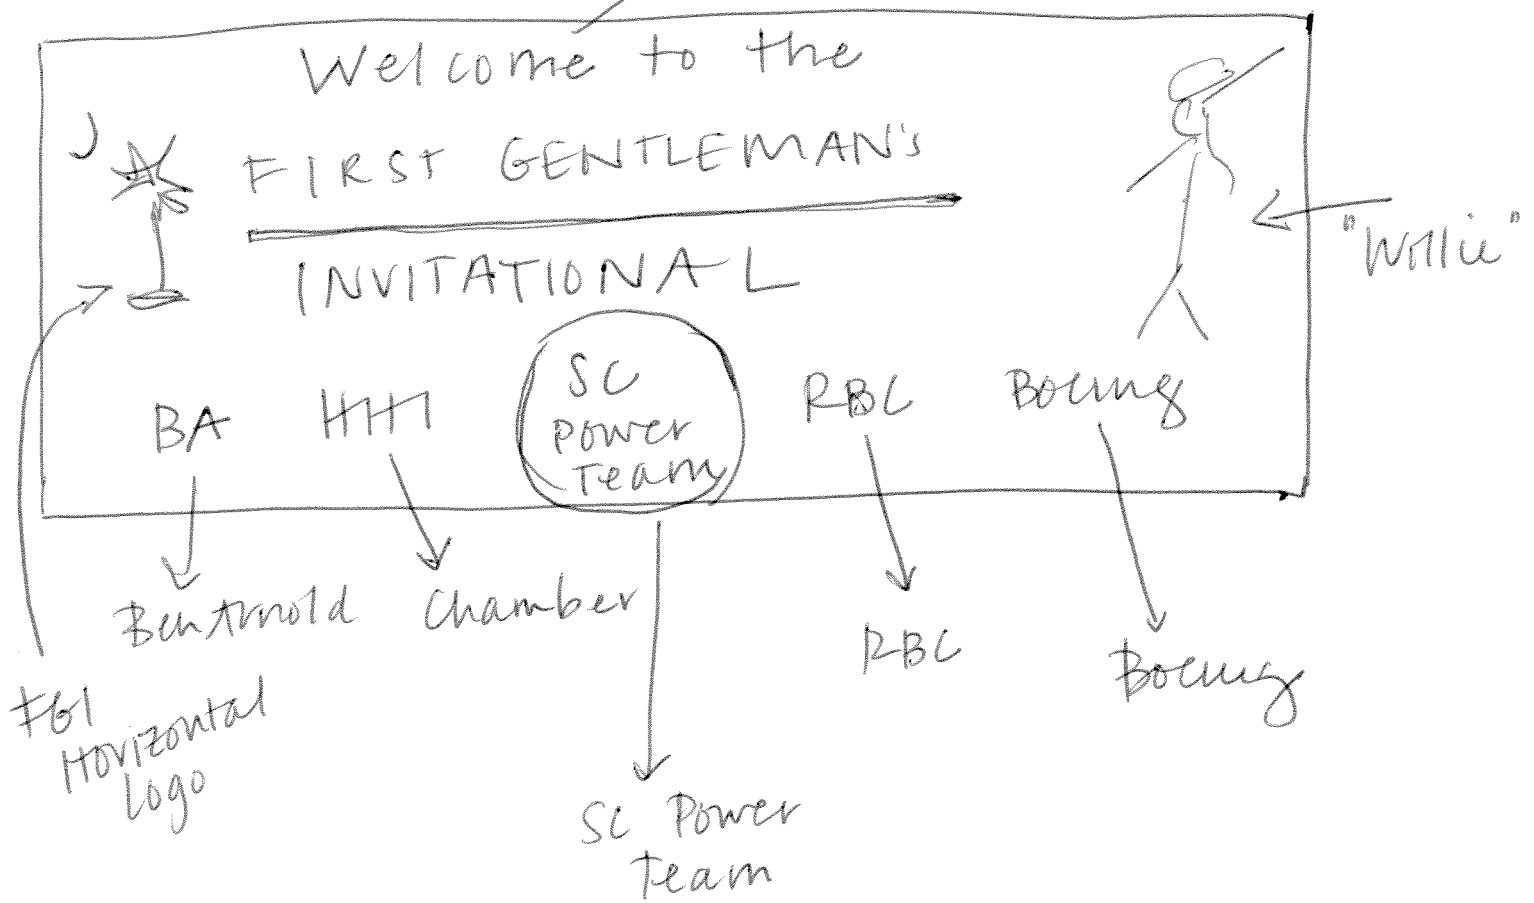 Welcome to the
FIRST GENTLEMAN'S
INVITATIONAL
"Willie"
BA
HHI
SC
Power
Team
RBC
Boeing
Ben Arnold
Chamber
RBC
Boeing
FGI
Horizontal
Logo
SC Power
Team